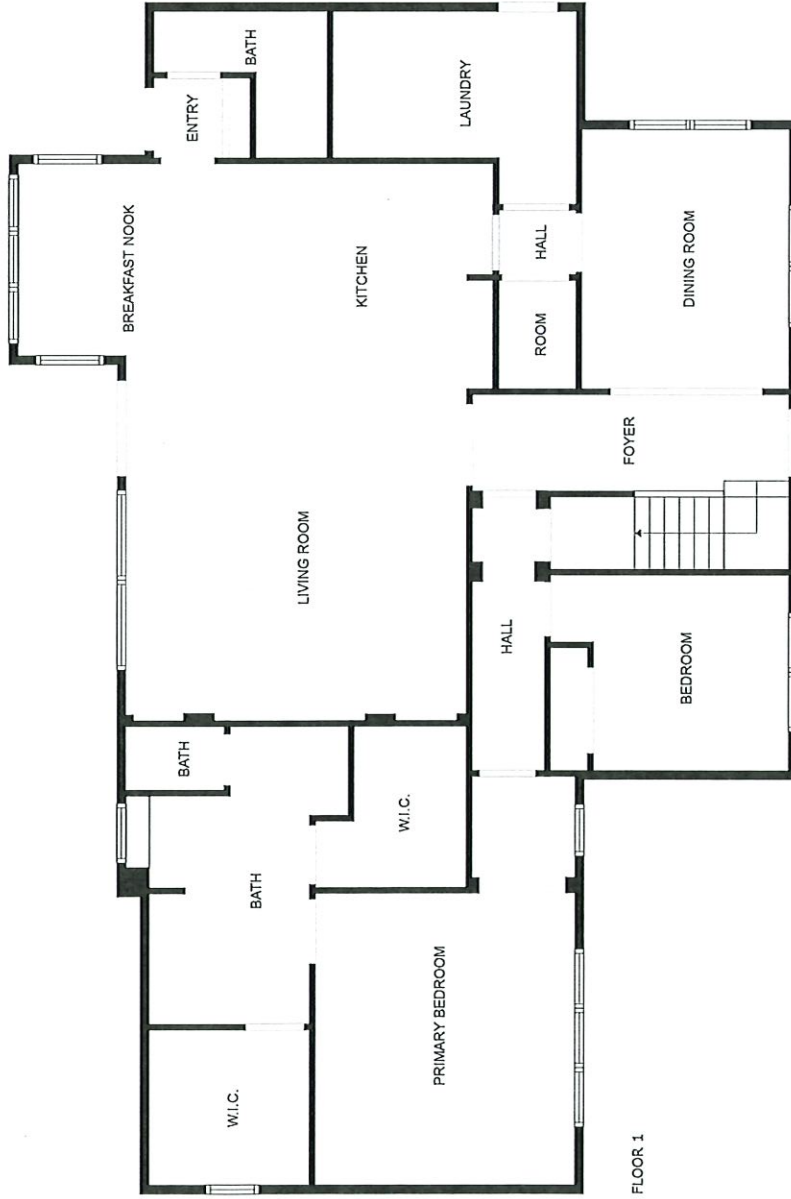 BREAKFAST NOOK
BATH
ENTRY
W.I.C.
BATH
BATH
LIVING ROOM
KITCHEN
W.I.C.
PRIMARY BEDROOM
LAUNDRY
HALL
ROOM
HALL
FOYER
BEDROOM
DINING ROOM
FLOOR 1